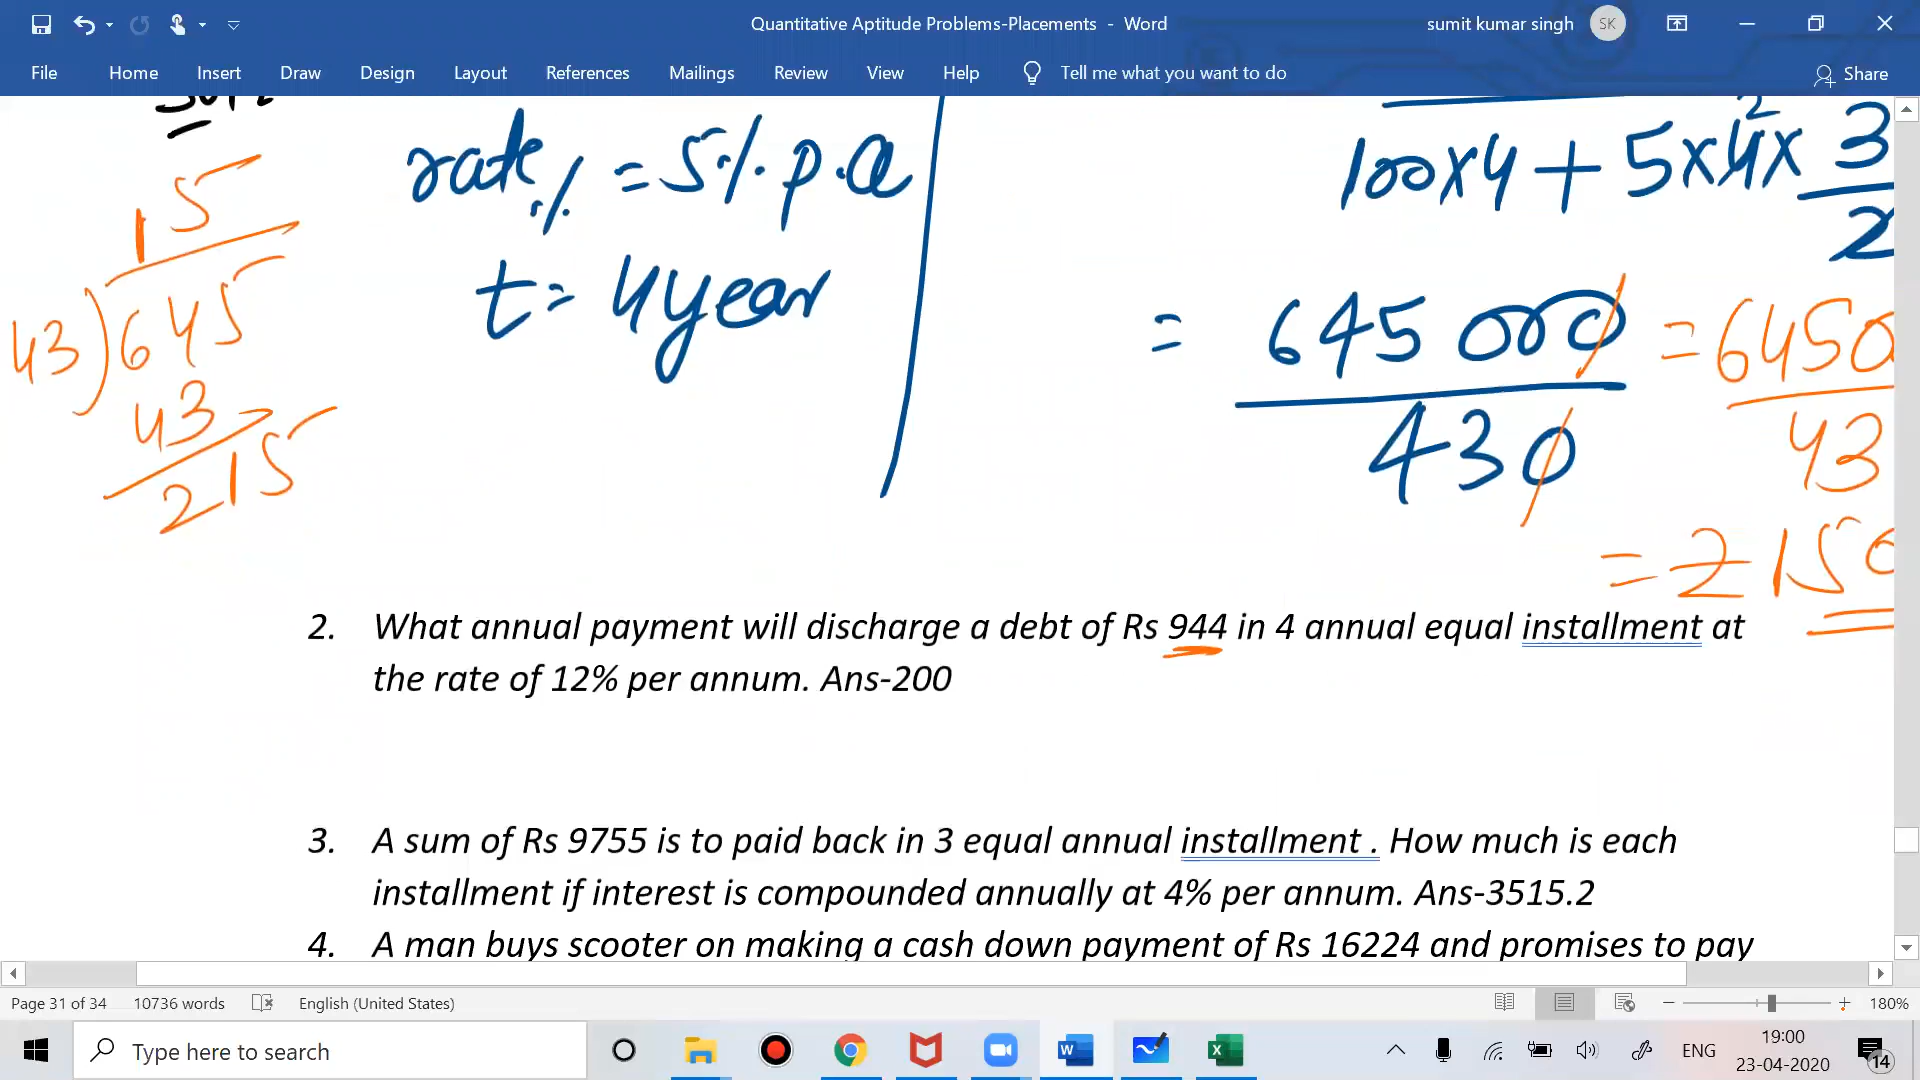 Quantitative Aptitude Problems-Placements - Word
sumit kumar singh
SK
File Home Insert Draw Design Layout References Mailings Review View Help Tell me what you want to do Share
rate % = 5% p.a
t = 4year
100x4 + 5x4x 3
2
2
= 645000
430
= 6450
43
= 2150
15
43)645
43
215
2. What annual payment will discharge a debt of Rs 944 in 4 annual equal installment at
the rate of 12% per annum. Ans-200
3. A sum of Rs 9755 is to paid back in 3 equal annual installment . How much is each
installment if interest is compounded annually at 4% per annum. Ans-3515.2
4. A man buys scooter on making a cash down payment of Rs 16224 and promises to pay
Page 31 of 34 10736 words English (United States) 180%
Type here to search
ENG
19:00
23-04-2020
14